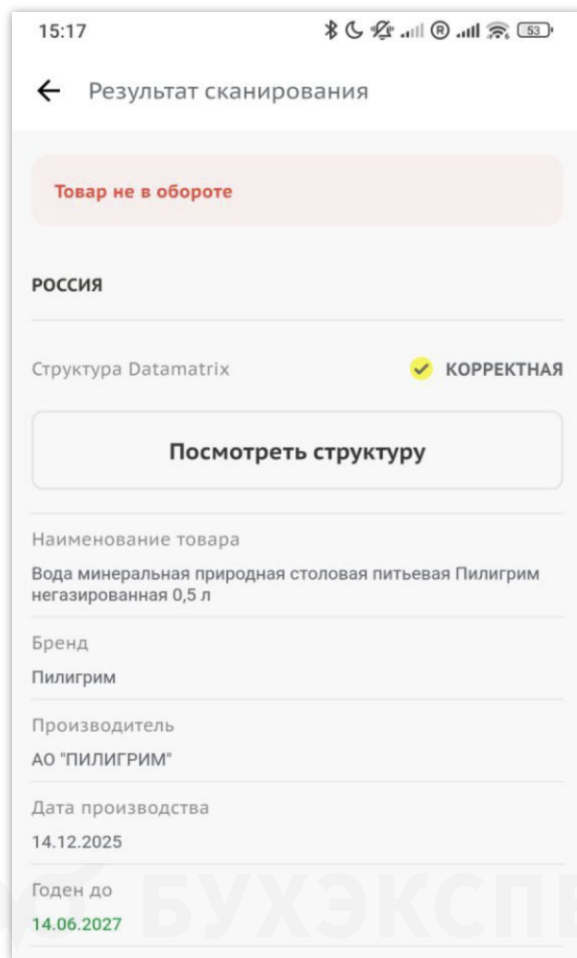 15:17
53
Результат сканирования
Товар не в обороте
РОССИЯ
Структура Datamatrix
КОРРЕКТНАЯ
Посмотреть структуру
Наименование товара
Вода минеральная природная столовая питьевая Пилигрим
негазированная 0,5 л
Бренд
Пилигрим
Производитель
АО "ПИЛИГРИМ"
Дата производства
14.12.2025
Годен до
14.06.2027
БУХЭКСПЕ